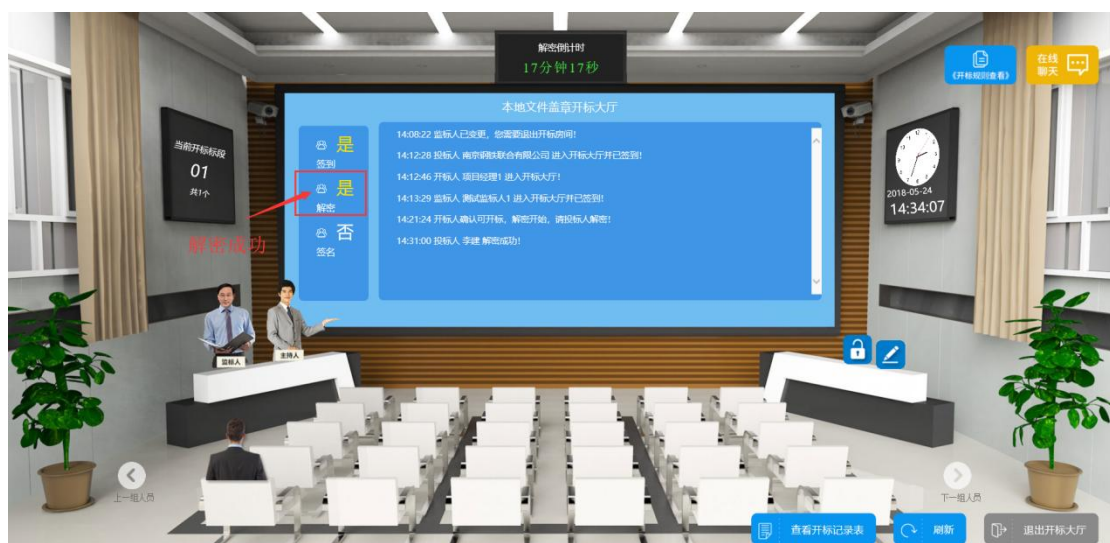 解密倒计时
17分钟17秒
《开标规则查看》
在线
聊天
本地文件盖章开标大厅
当前开标标段
01
共1个
是
签到
是
解密
否
签名
14:08:22 监标人已变更，您需要退出开标房间！
14:12:28 投标人 南京钢铁联合有限公司 进入开标大厅并已签到！
14:12:46 开标人 项目经理1 进入开标大厅！
14:13:29 监标人 测试监标人1 进入开标大厅并已签到！
14:21:24 开标人确认可开标，解密开始，请投标人解密！
14:31:00 投标人 李建 解密成功！
2018-05-24
14:34:07
解密成功
监标人
主持人
上一组人员
下一组人员
查看开标记录表
刷新
退出开标大厅